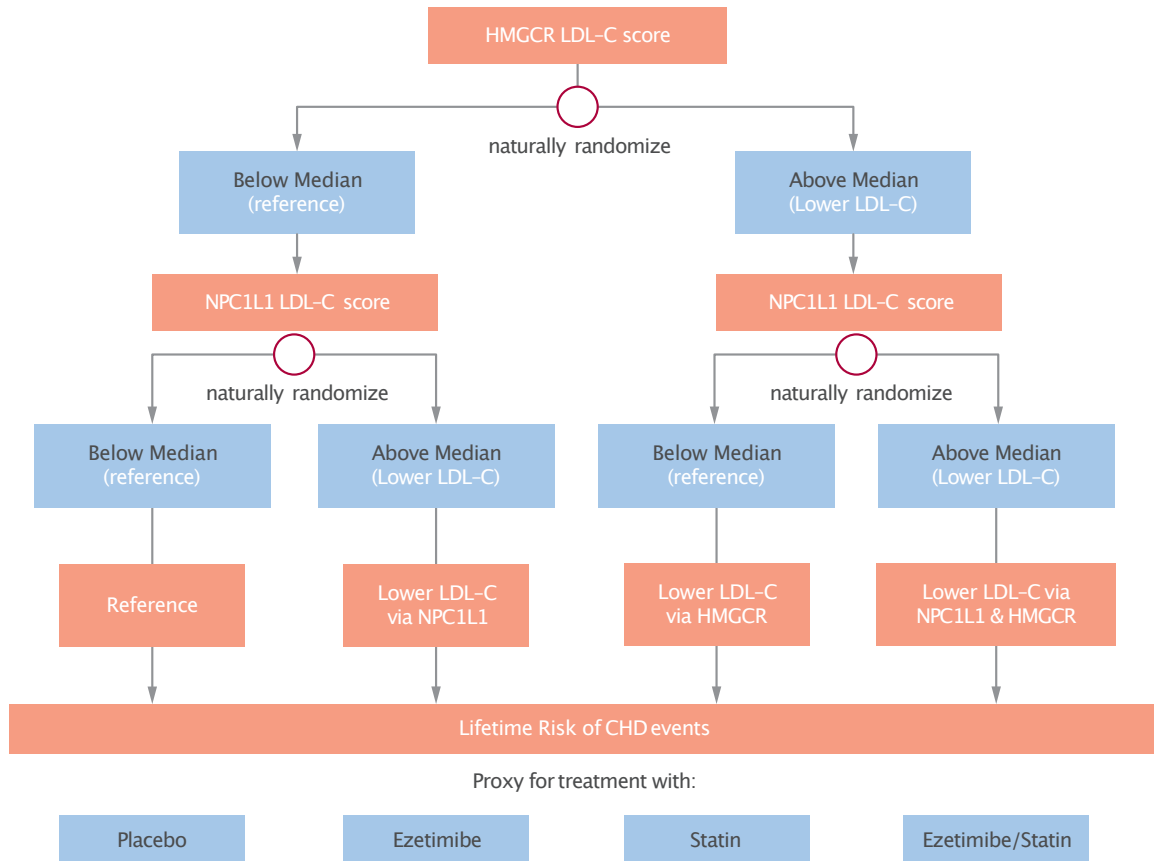 HMGCR LDL-C score
naturally randomize
Below Median
(reference)
Above Median
(Lower LDL-C)
NPC1L1 LDL-C score
NPC1L1 LDL-C score
naturally randomize
naturally randomize
Below Median
(reference)
Above Median
(Lower LDL-C)
Below Median
(reference)
Above Median
(Lower LDL-C)
Reference
Lower LDL-C
via NPC1L1
Lower LDL-C
via HMGCR
Lower LDL-C via
NPC1L1 & HMGCR
Lifetime Risk of CHD events
Proxy for treatment with:
Placebo
Ezetimibe
Statin
Ezetimibe/Statin